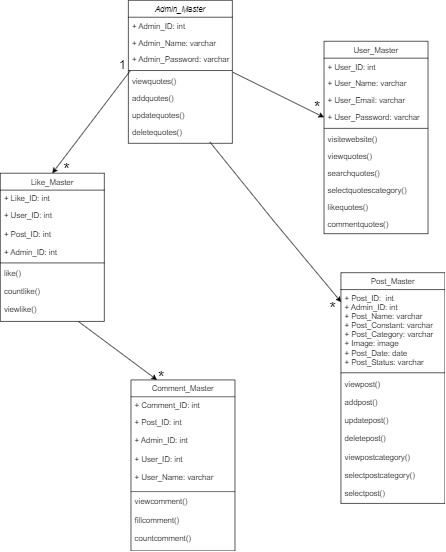 Admin_Master
+ Admin_ID: int
+ Admin_Name: varchar
+ Admin_Password: varchar
viewquotes()
addquotes()
updatequotes()
deletequotes()
1
*
*
*
User_Master
+ User_ID: int
+ User_Name: varchar
+ User_Email: varchar
+ User_Password: varchar
visitewebsite()
viewquotes()
searchquotes()
selectquotescategory()
likequotes()
commentquotes()
Like_Master
+ Like_ID: int
+ User_ID: int
+ Post_ID: int
+ Admin_ID: int
like()
countlike()
viewlike()
Post_Master
+ Post_ID: int
+ Admin_ID: int
+ Post_Name: varchar
+ Post_Constant: varchar
+ Post_Category: varchar
+ Image: image
+ Post_Date: date
+ Post_Status: varchar
viewpost()
addpost()
updatepost()
deletepost()
viewpostcategory()
selectpostcategory()
selectpost()
*
Comment_Master
+ Comment_ID: int
+ Post_ID: int
+ Admin_ID: int
+ User_ID: int
+ User_Name: varchar
viewcomment()
fillcomment()
countcomment()